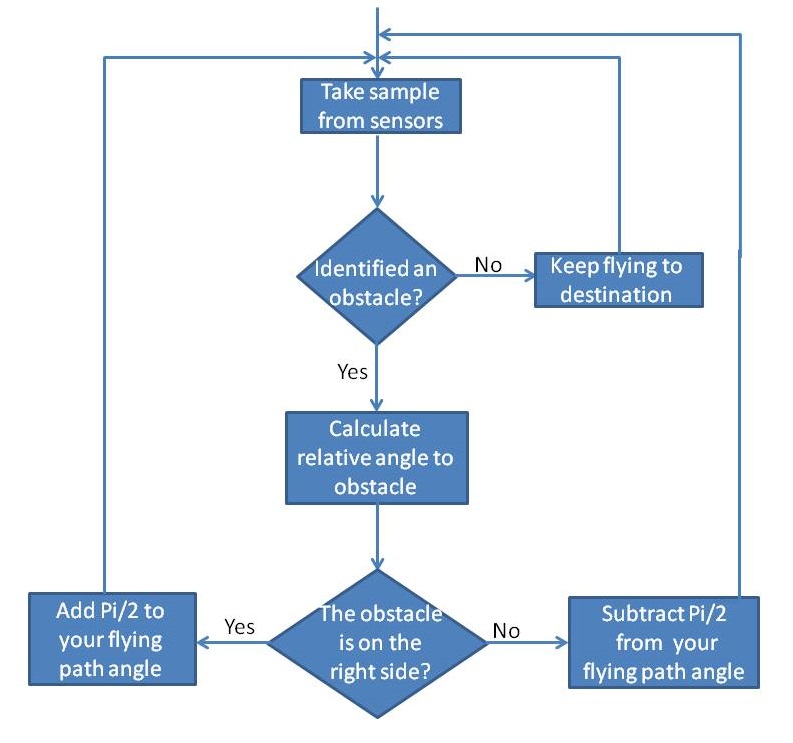 Take sample
from sensors
Identified an
obstacle?
No
Keep flying to
destination
Yes
Calculate
relative angle to
obstacle
The obstacle
is on the
right side?
Yes
Add Pi/2 to
your flying
path angle
No
Subtract Pi/2
from your
flying path angle